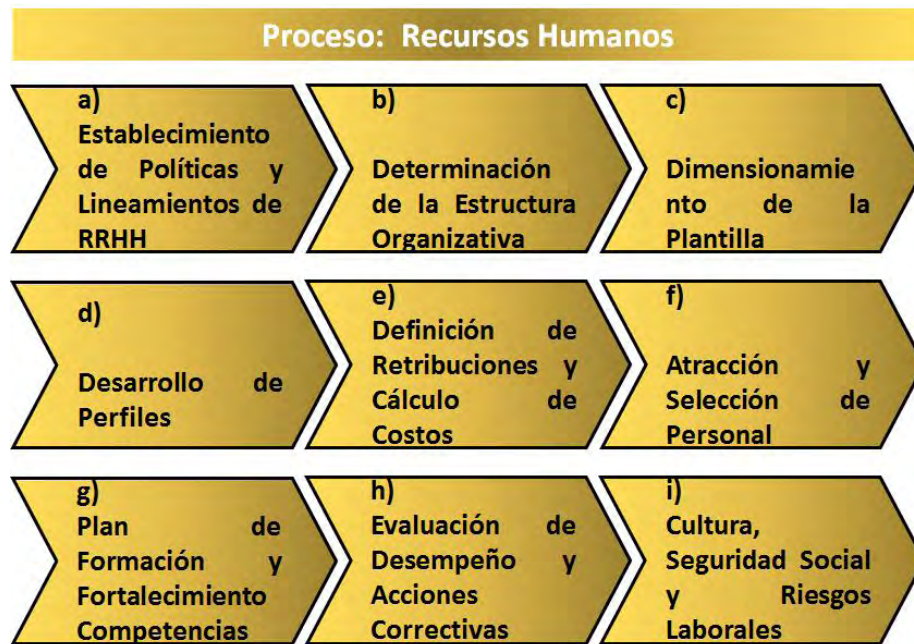 Proceso: Recursos Humanos
a)
Establecimiento
de Políticas y
Lineamientos de
RRHH
b)
Determinación
de la Estructura
Organizativa
c)
Dimensionamie
nto de la
Plantilla
d)
Desarrollo de
Perfiles
e)
Definición de
Retribuciones y
Cálculo de
Costos
f)
Atracción y
Selección de
Personal
g)
Plan de
Formación y
Fortalecimiento
Competencias
h)
Evaluación de
Desempeño y
Acciones
Correctivas
i)
Cultura,
Seguridad Social
y Riesgos
Laborales